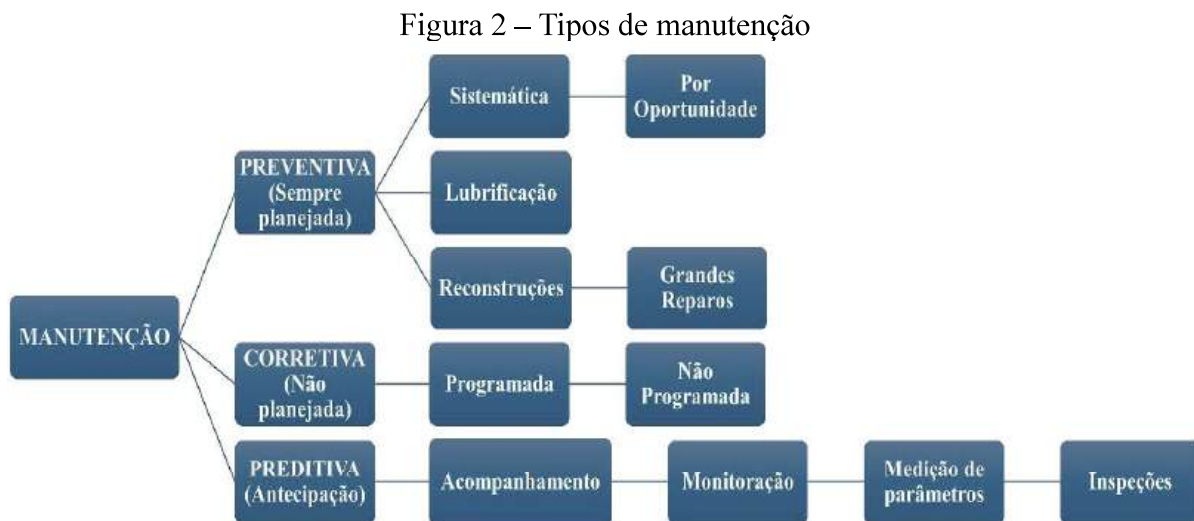 Figura 2 – Tipos de manutenção
Sistemática
Por
Oportunidade
PREVENTIVA
(Sempre
planejada)
Lubrificação
Reconstruções
Grandes
Reparos
MANUTENÇÃO
CORRETIVA
(Não
planejada)
Programada
Não
Programada
PREDITIVA
(Antecipação)
Acompanhamento
Monitoração
Medição de
parâmetros
Inspeções